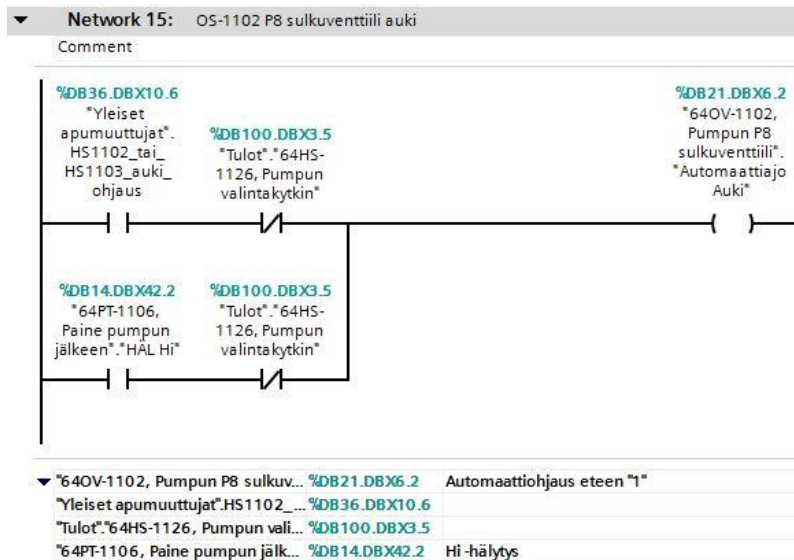 Network 15: OS-1102 P8 sulkuventtiili auki
Comment
%DB36.DBX10.6
"Yleiset
apumuuttujat".
HS1102_tai_
HS1103_auki_
ohjaus
%DB100.DBX3.5
"Tulot"."64HS-
1126, Pumpun
valintakytkin"
%DB21.DBX6.2
"64OV-1102,
Pumpun P8
sulkuventtiili".
"Automaattiajo
Auki"
%DB14.DBX42.2
"64PT-1106,
Paine pumpun
jälkeen"."HÄL Hi"
%DB100.DBX3.5
"Tulot"."64HS-
1126, Pumpun
valintakytkin"
"64OV-1102, Pumpun P8 sulkuv... %DB21.DBX6.2 Automaattiohjaus eteen "1"
"Yleiset apumuuttujat".HS1102_... %DB36.DBX10.6
"Tulot"."64HS-1126, Pumpun vali... %DB100.DBX3.5
"64PT-1106, Paine pumpun jälk... %DB14.DBX42.2 Hi -hälytys